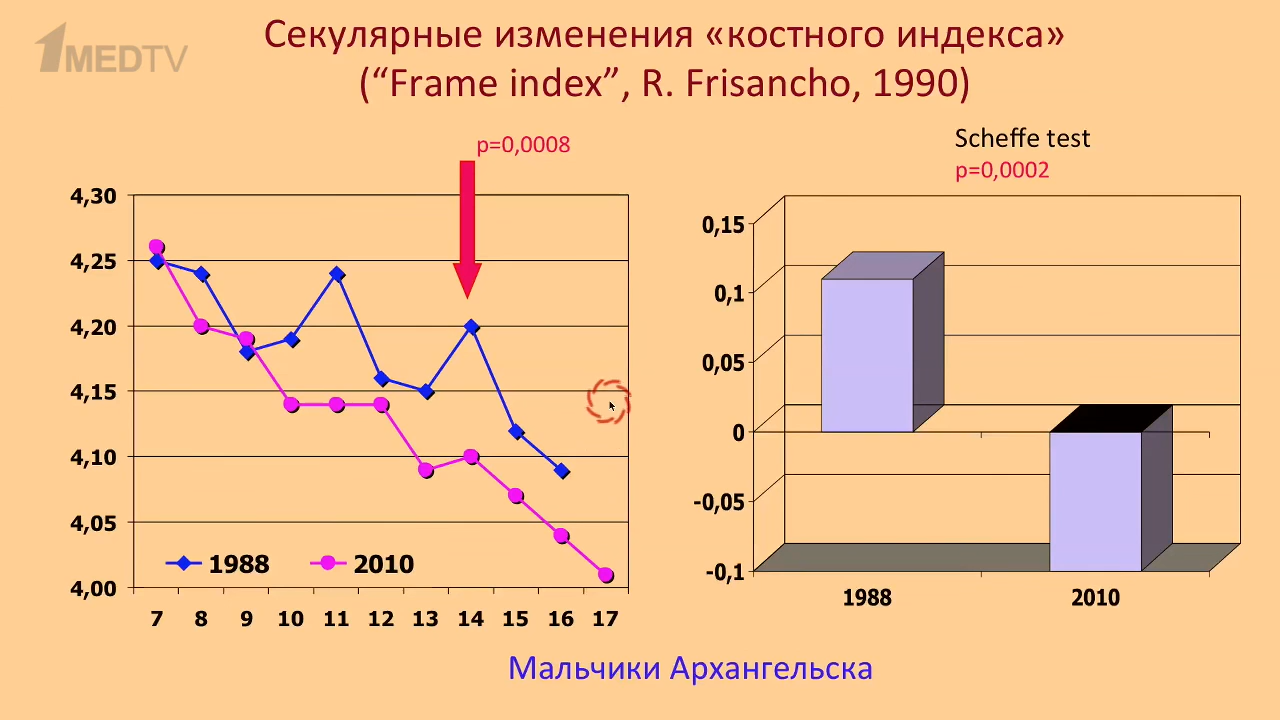 1MEDTV
Секулярные изменения «костного индекса»
(“Frame index”, R. Frisancho, 1990)
p=0,0008
4,30
4,25
4,20
4,15
4,10
4,05
4,00
1988 2010
7 8 9 10 11 12 13 14 15 16 17
Scheffe test
p=0,0002
0,15
0,1
0,05
0
-0,05
-0,1
1988 2010
Мальчики Архангельска